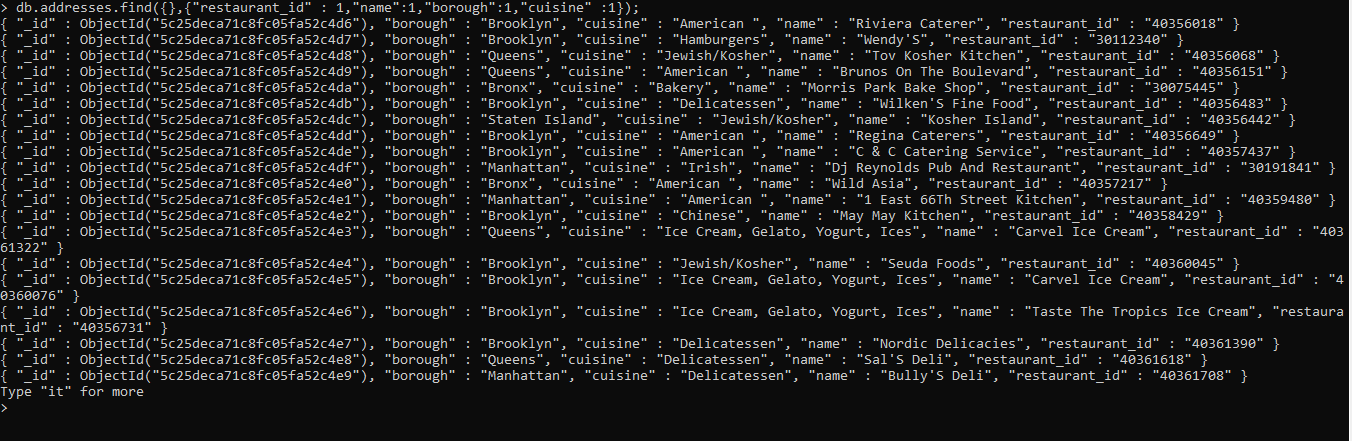 > db.addresses.find({},{"restaurant_id" : 1,"name":1,"borough":1,"cuisine" :1});
{ "_id" : ObjectId("5c25deca71c8fc05fa52c4d6"), "borough" : "Brooklyn", "cuisine" : "American ", "name" : "Riviera Caterer", "restaurant_id" : "40356018" }
{ "_id" : ObjectId("5c25deca71c8fc05fa52c4d7"), "borough" : "Brooklyn", "cuisine" : "Hamburgers", "name" : "Wendy'S", "restaurant_id" : "30112340" }
{ "_id" : ObjectId("5c25deca71c8fc05fa52c4d8"), "borough" : "Queens", "cuisine" : "Jewish/Kosher", "name" : "Tov Kosher Kitchen", "restaurant_id" : "40356068" }
{ "_id" : ObjectId("5c25deca71c8fc05fa52c4d9"), "borough" : "Queens", "cuisine" : "American ", "name" : "Brunos On The Boulevard", "restaurant_id" : "40356151" }
{ "_id" : ObjectId("5c25deca71c8fc05fa52c4da"), "borough" : "Bronx", "cuisine" : "Bakery", "name" : "Morris Park Bake Shop", "restaurant_id" : "30075445" }
{ "_id" : ObjectId("5c25deca71c8fc05fa52c4db"), "borough" : "Brooklyn", "cuisine" : "Delicatessen", "name" : "Wilken'S Fine Food", "restaurant_id" : "40356483" }
{ "_id" : ObjectId("5c25deca71c8fc05fa52c4dc"), "borough" : "Staten Island", "cuisine" : "Jewish/Kosher", "name" : "Kosher Island", "restaurant_id" : "40356442" }
{ "_id" : ObjectId("5c25deca71c8fc05fa52c4dd"), "borough" : "Brooklyn", "cuisine" : "American ", "name" : "Regina Caterers", "restaurant_id" : "40356649" }
{ "_id" : ObjectId("5c25deca71c8fc05fa52c4de"), "borough" : "Brooklyn", "cuisine" : "American ", "name" : "C & C Catering Service", "restaurant_id" : "40357437" }
{ "_id" : ObjectId("5c25deca71c8fc05fa52c4df"), "borough" : "Manhattan", "cuisine" : "Irish", "name" : "Dj Reynolds Pub And Restaurant", "restaurant_id" : "30191841" }
{ "_id" : ObjectId("5c25deca71c8fc05fa52c4e0"), "borough" : "Bronx", "cuisine" : "American ", "name" : "Wild Asia", "restaurant_id" : "40357217" }
{ "_id" : ObjectId("5c25deca71c8fc05fa52c4e1"), "borough" : "Manhattan", "cuisine" : "American ", "name" : "1 East 66Th Street Kitchen", "restaurant_id" : "40359480" }
{ "_id" : ObjectId("5c25deca71c8fc05fa52c4e2"), "borough" : "Brooklyn", "cuisine" : "Chinese", "name" : "May May Kitchen", "restaurant_id" : "40358429" }
{ "_id" : ObjectId("5c25deca71c8fc05fa52c4e3"), "borough" : "Queens", "cuisine" : "Ice Cream, Gelato, Yogurt, Ices", "name" : "Carvel Ice Cream", "restaurant_id" : "403
61322" }
{ "_id" : ObjectId("5c25deca71c8fc05fa52c4e4"), "borough" : "Brooklyn", "cuisine" : "Jewish/Kosher", "name" : "Seuda Foods", "restaurant_id" : "40360045" }
{ "_id" : ObjectId("5c25deca71c8fc05fa52c4e5"), "borough" : "Brooklyn", "cuisine" : "Ice Cream, Gelato, Yogurt, Ices", "name" : "Carvel Ice Cream", "restaurant_id" : "4
0360076" }
{ "_id" : ObjectId("5c25deca71c8fc05fa52c4e6"), "borough" : "Brooklyn", "cuisine" : "Ice Cream, Gelato, Yogurt, Ices", "name" : "Taste The Tropics Ice Cream", "restaura
nt_id" : "40356731" }
{ "_id" : ObjectId("5c25deca71c8fc05fa52c4e7"), "borough" : "Brooklyn", "cuisine" : "Delicatessen", "name" : "Nordic Delicacies", "restaurant_id" : "40361390" }
{ "_id" : ObjectId("5c25deca71c8fc05fa52c4e8"), "borough" : "Queens", "cuisine" : "Delicatessen", "name" : "Sal'S Deli", "restaurant_id" : "40361618" }
{ "_id" : ObjectId("5c25deca71c8fc05fa52c4e9"), "borough" : "Manhattan", "cuisine" : "Delicatessen", "name" : "Bully'S Deli", "restaurant_id" : "40361708" }
Type "it" for more
>